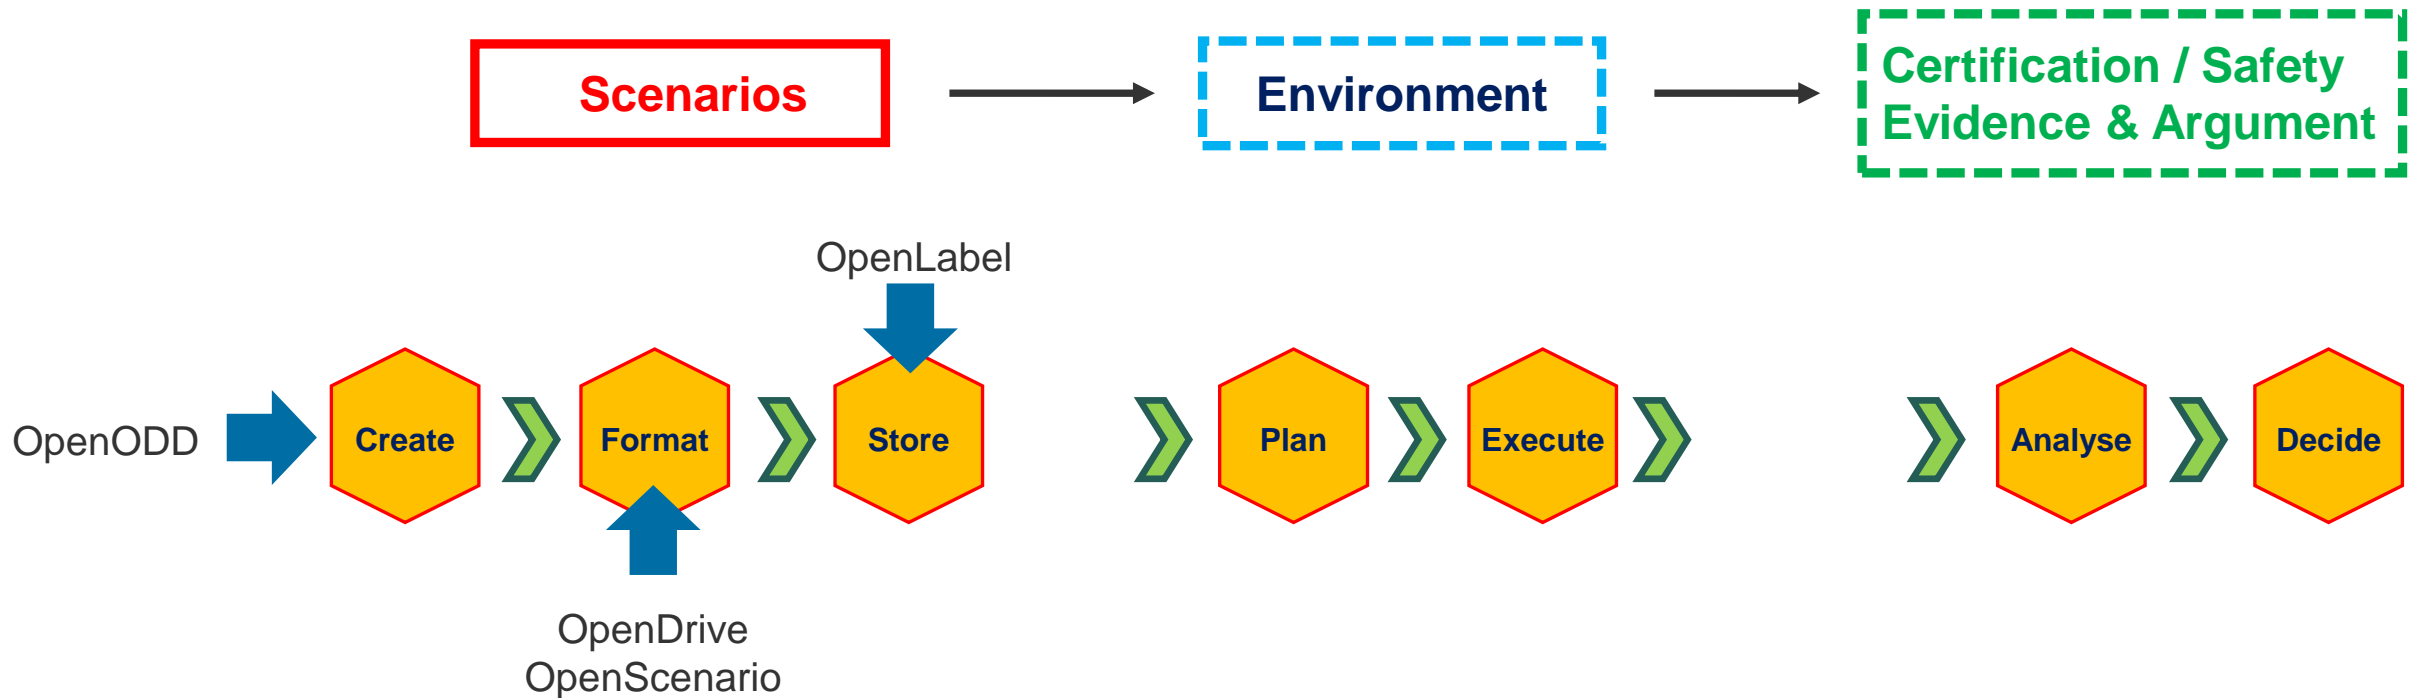 Scenarios
Environment
Certification / Safety
Evidence & Argument
OpenLabel
OpenODD
Create
Format
Store
Plan
Execute
Analyse
Decide
OpenDrive
OpenScenario